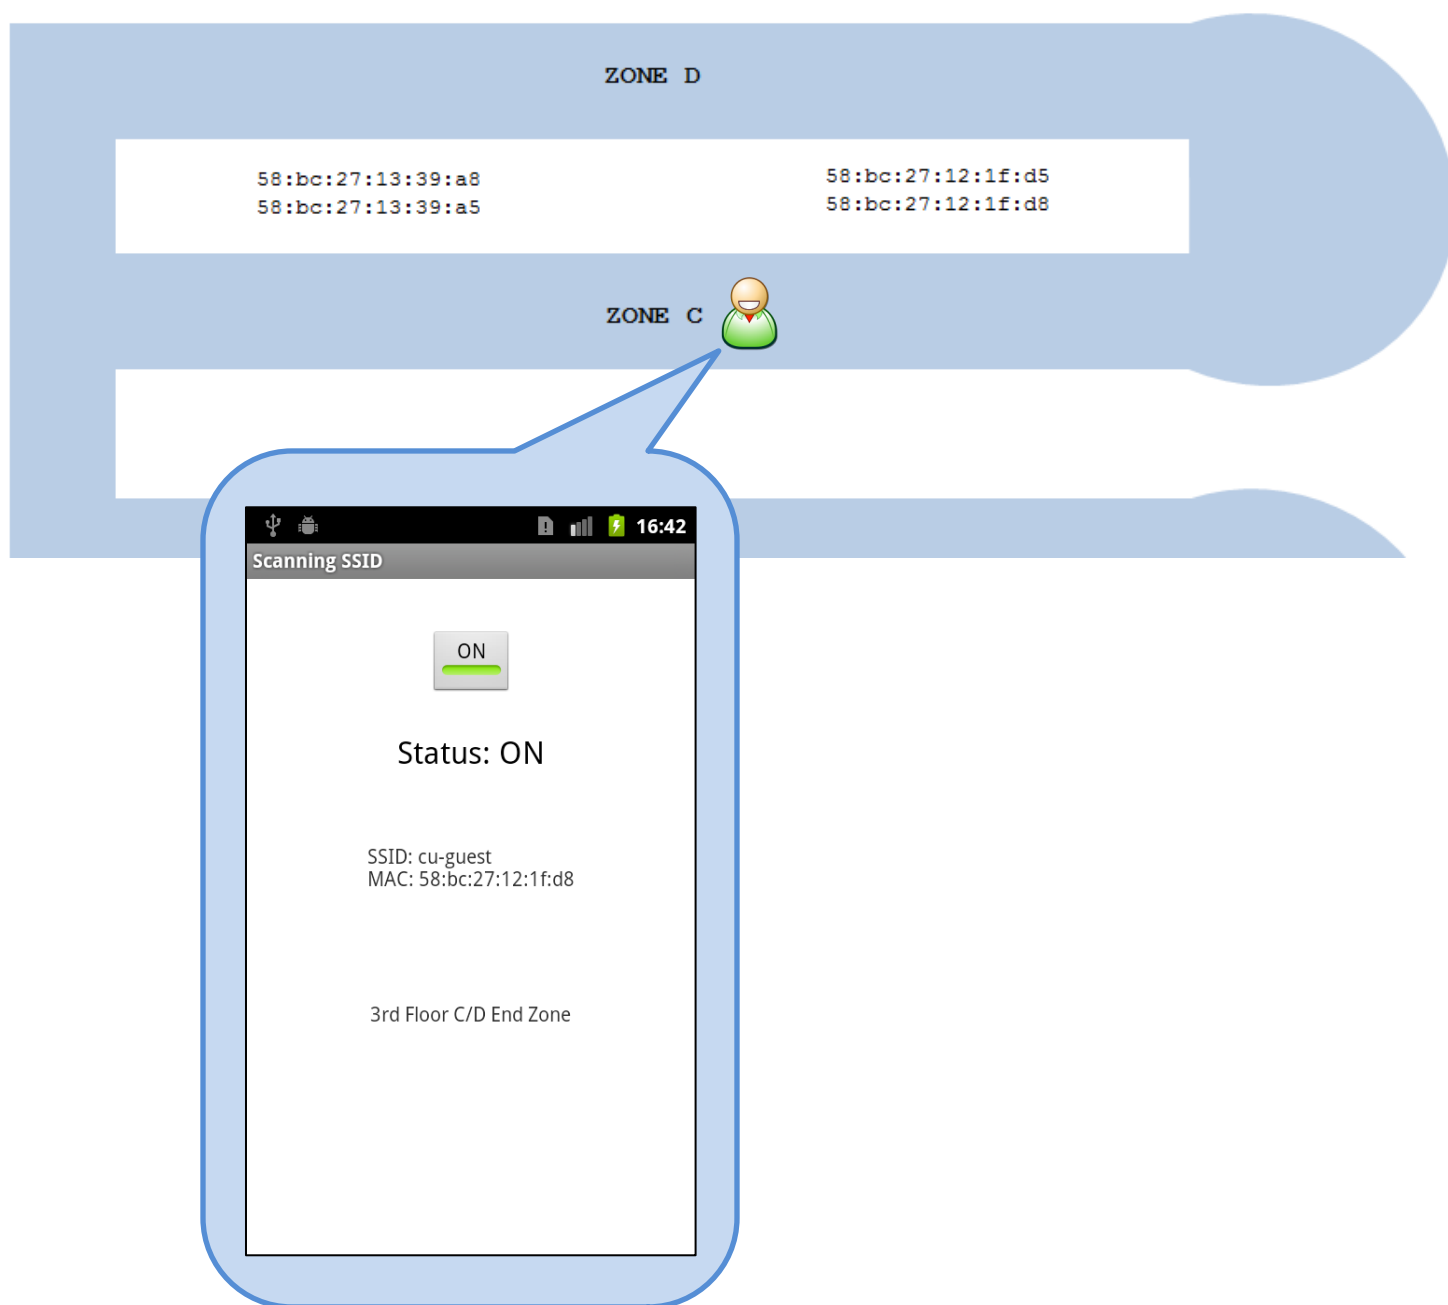 ZONE D
58:bc:27:13:39:a8
58:bc:27:13:39:a5
58:bc:27:12:1f:d5
58:bc:27:12:1f:d8
ZONE C
16:42
Scanning SSID
ON
Status: ON
SSID: cu-guest
MAC: 58:bc:27:12:1f:d8
3rd Floor C/D End Zone